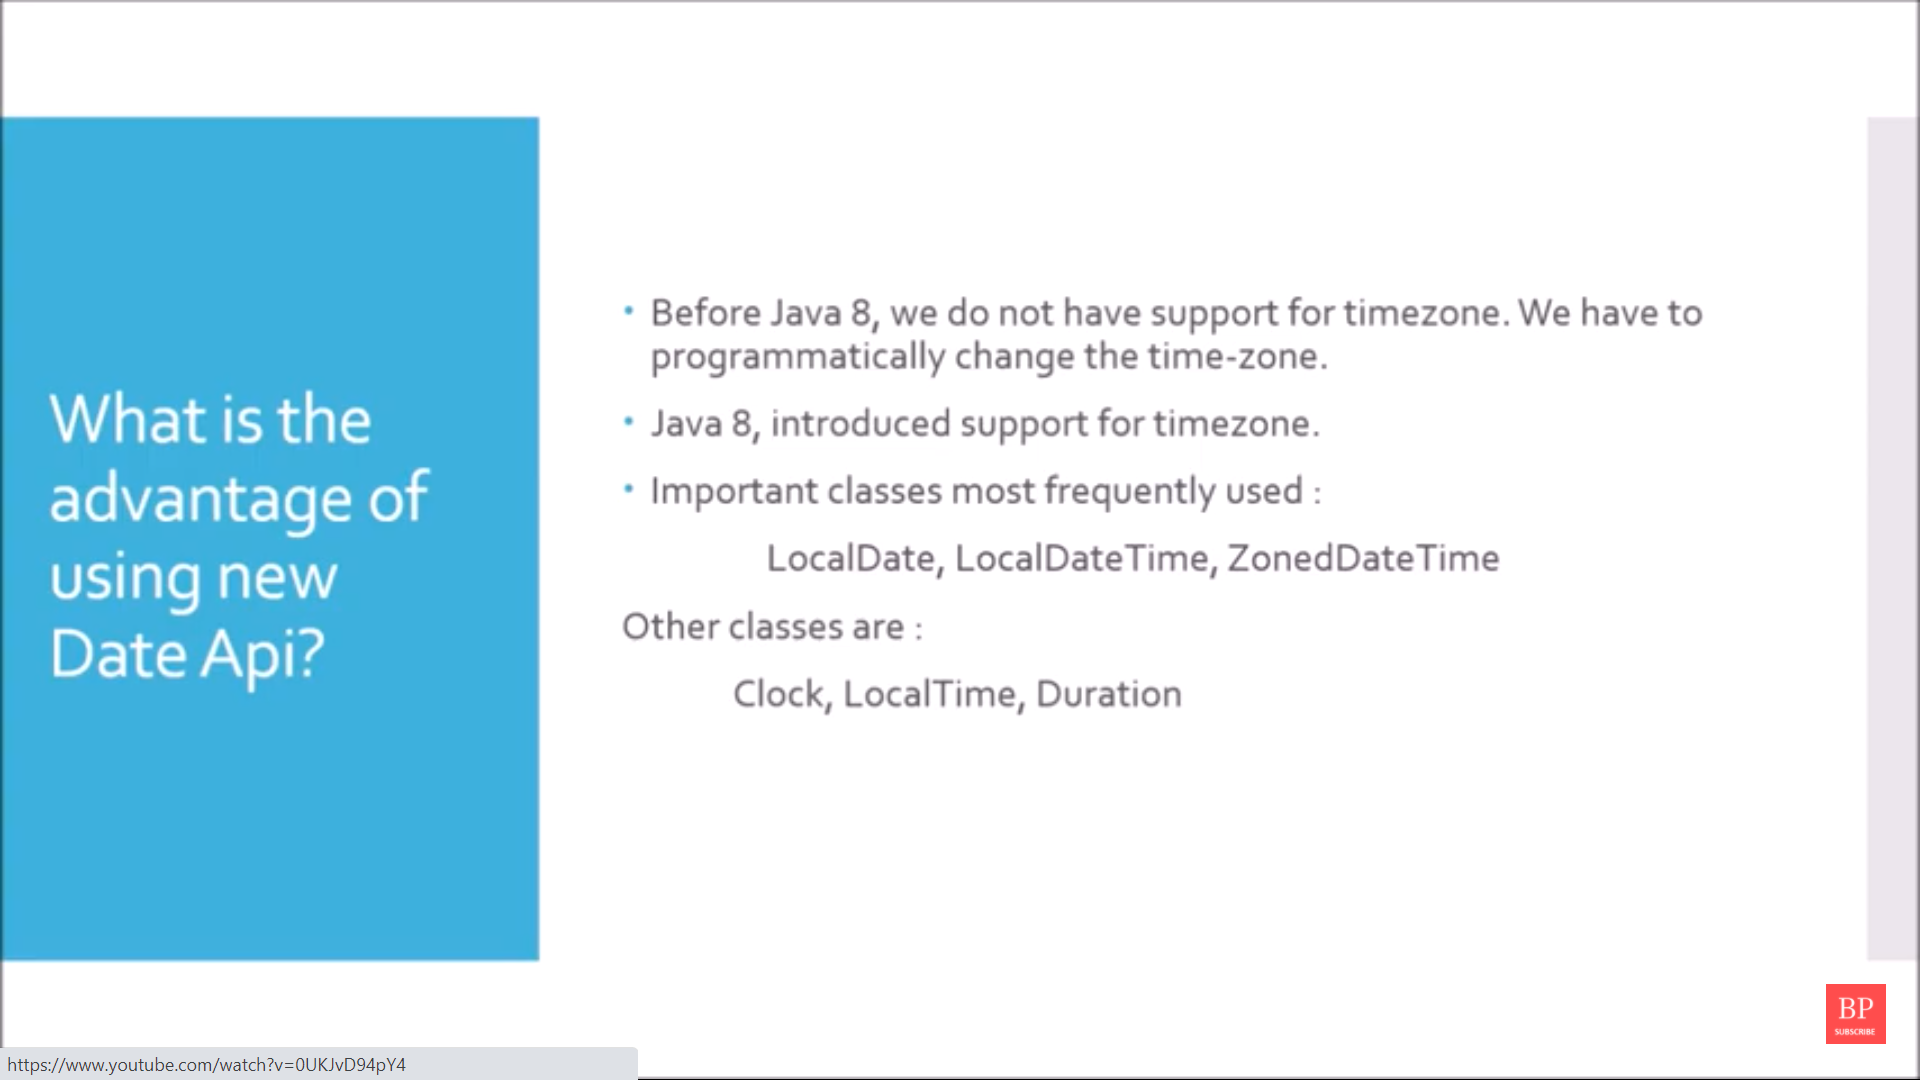 What is the
advantage of
using new
Date Api?
• Before Java 8, we do not have support for timezone. We have to
programmatically change the time-zone.
• Java 8, introduced support for timezone.
• Important classes most frequently used :
LocalDate, LocalDateTime, ZonedDateTime
Other classes are :
Clock, LocalTime, Duration
BP
SUBSCRIBE
https://www.youtube.com/watch?v=0UKJvD94pY4